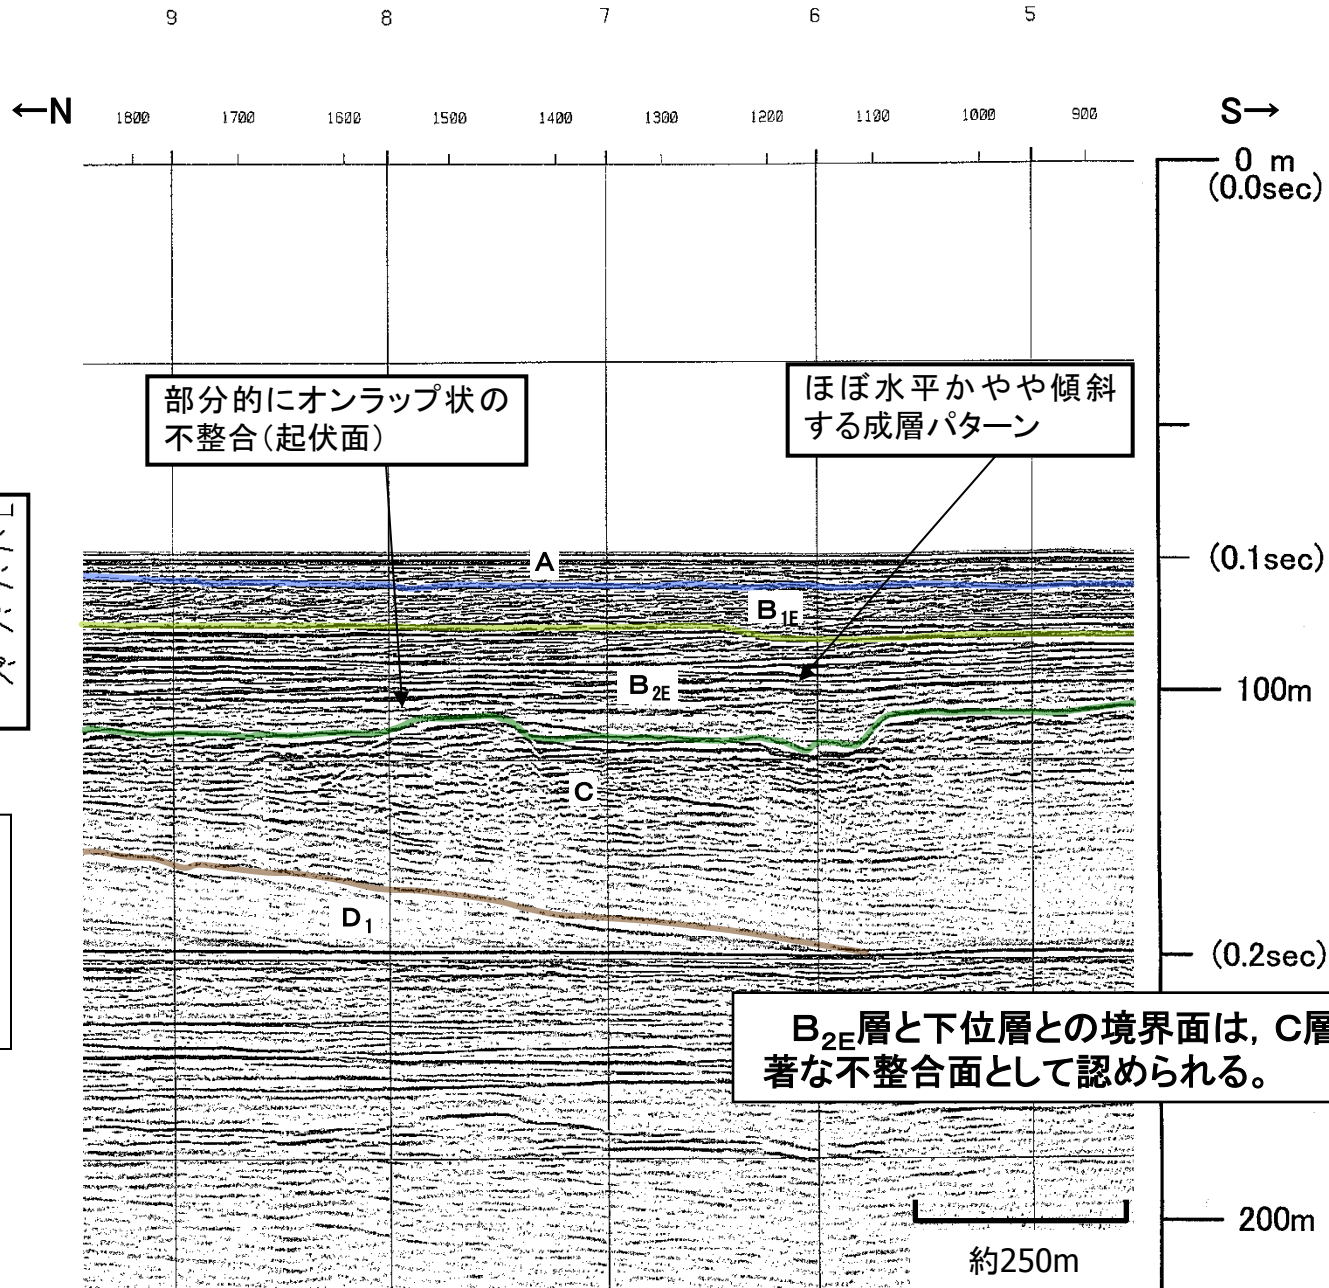 9 8 7 6 5
←N 1800 1700 1600 1500 1400 1300 1200 1100 1000 900 S→
0 m
(0.0sec)
部分的にオンラップ状の
不整合(起伏面)
ほぼ水平かやや傾斜
する成層パターン
A
(0.1sec)
B1E
B2E
100m
C
D1
(0.2sec)
B2E層と下位層との境界面は，C層
著な不整合面として認められる。
200m
約250m